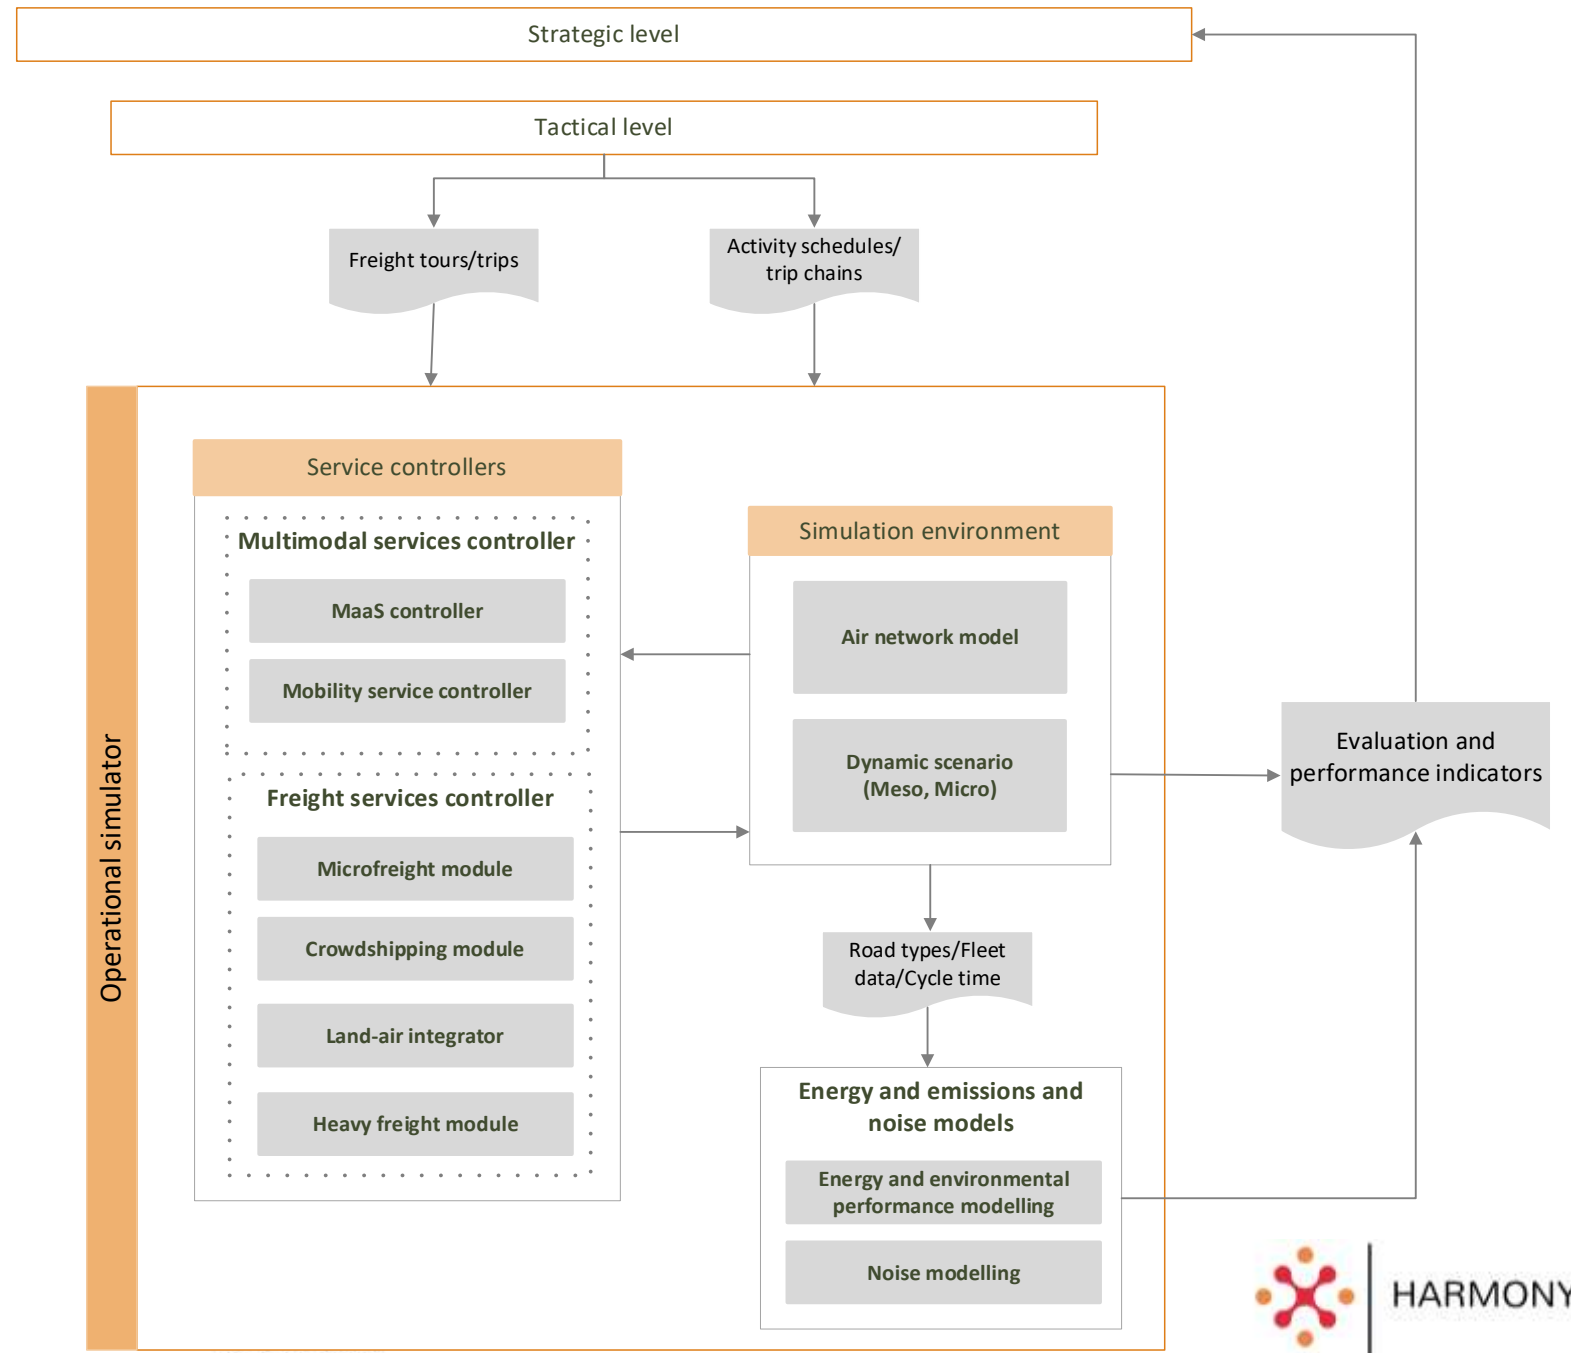 Strategic level
Tactical level
Freight tours/trips
Activity schedules/
trip chains
Operational simulator
Service controllers
Multimodal services controller
MaaS controller
Mobility service controller
Freight services controller
Microfreight module
Crowdshipping module
Land-air integrator
Heavy freight module
Simulation environment
Air network model
Dynamic scenario
(Meso, Micro)
Road types/Fleet
data/Cycle time
Energy and emissions and
noise models
Energy and environmental
performance modelling
Noise modelling
Evaluation and
performance indicators
HARMONY